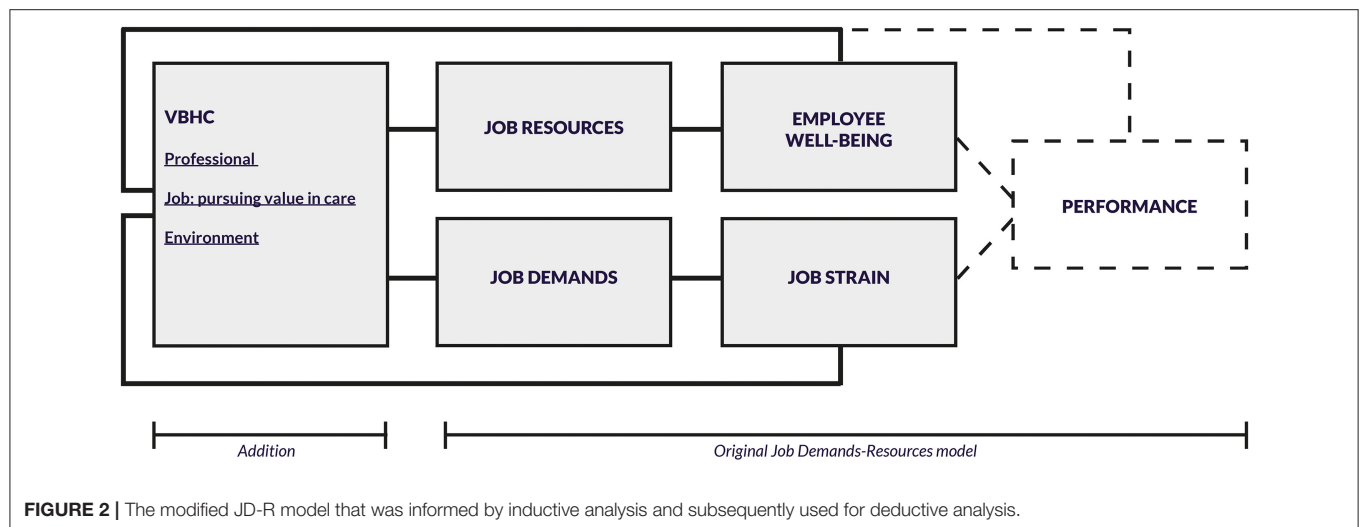 VBHC
Professional
Job: pursuing value in care
Environment
JOB RESOURCES
EMPLOYEE
WELL-BEING
JOB DEMANDS
JOB STRAIN
PERFORMANCE
Addition
Original Job Demands-Resources model
FIGURE 2 | The modified JD-R model that was informed by inductive analysis and subsequently used for deductive analysis.